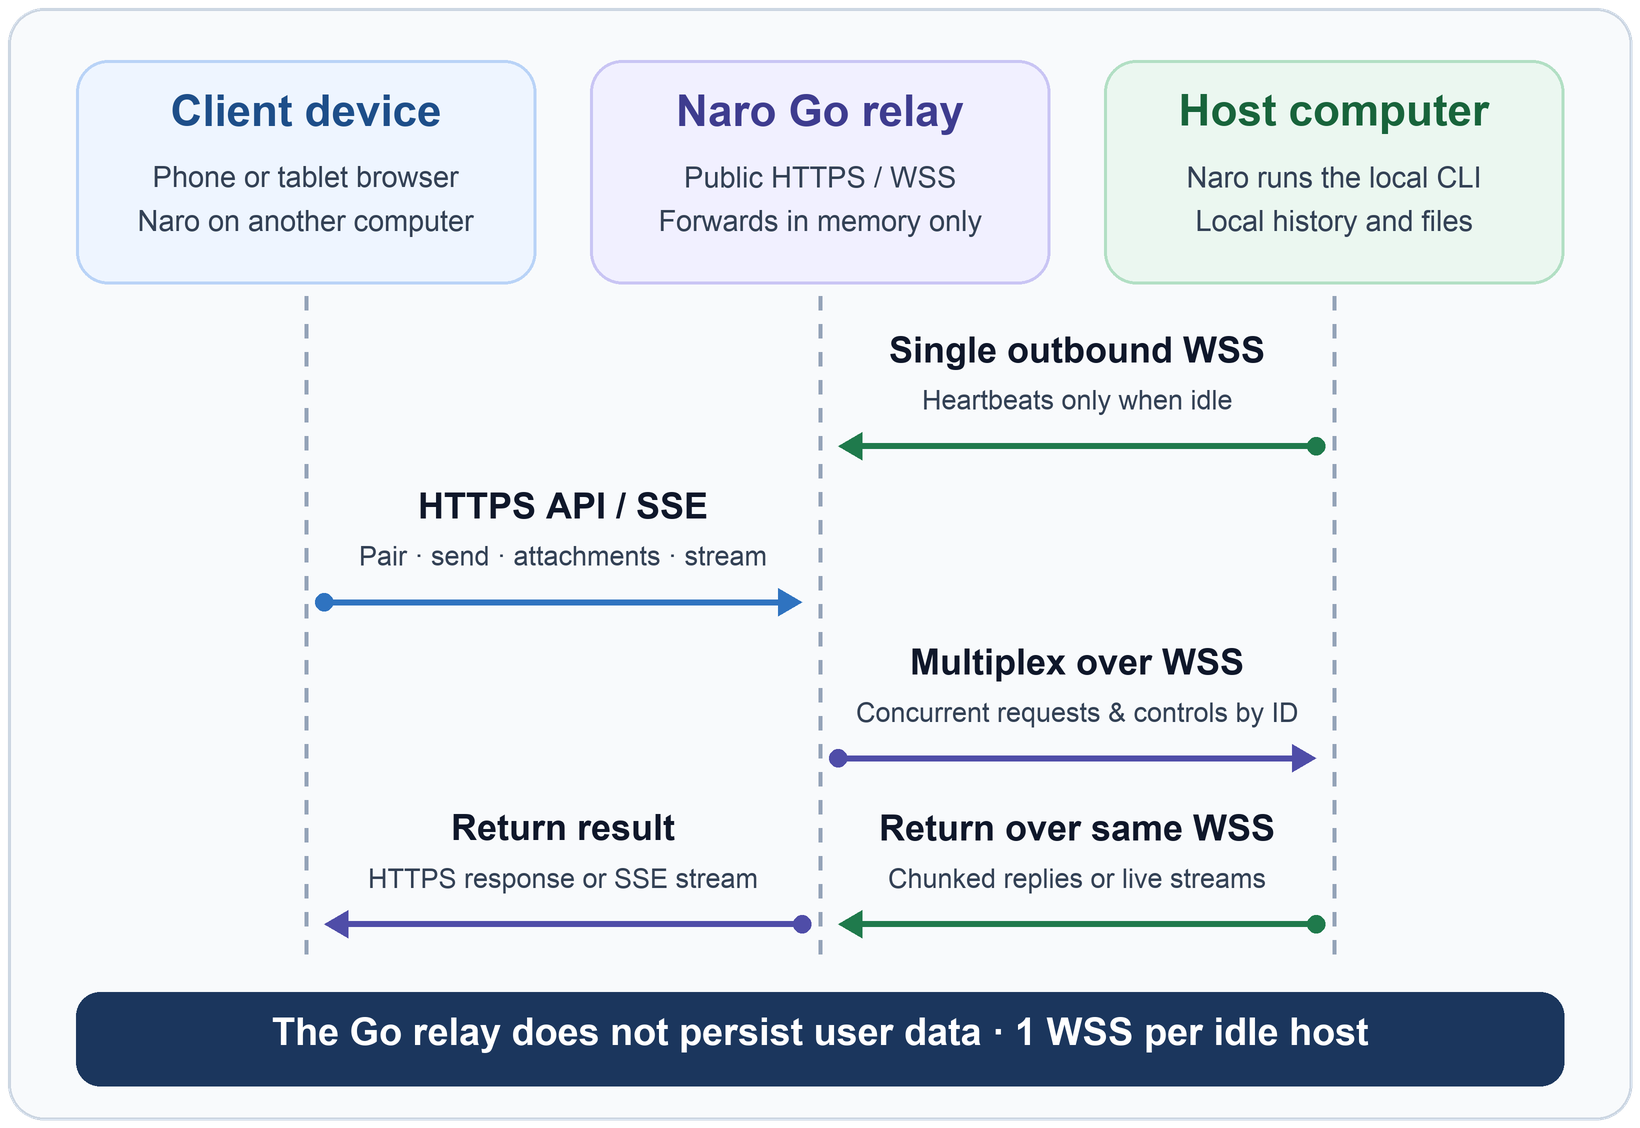 Client device
Phone or tablet browser
Naro on another computer
Naro Go relay
Public HTTPS / WSS
Forwards in memory only
Host computer
Naro runs the local CLI
Local history and files
Single outbound WSS
Heartbeats only when idle
HTTPS API / SSE
Pair · send · attachments · stream
Multiplex over WSS
Concurrent requests & controls by ID
Return result
HTTPS response or SSE stream
Return over same WSS
Chunked replies or live streams
The Go relay does not persist user data · 1 WSS per idle host